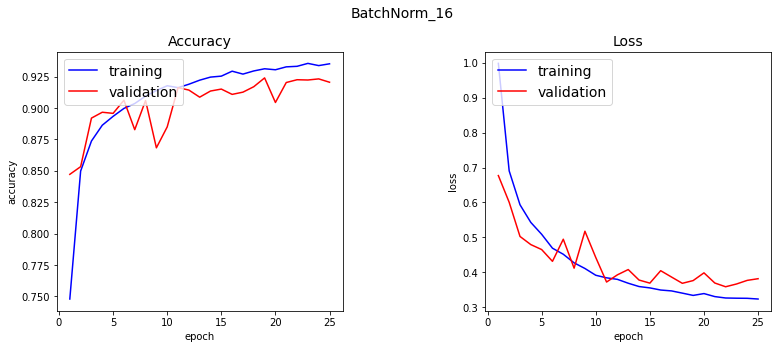 BatchNorm_16
Accuracy
training
validation
0.925
0.900
0.875
0.850
0.825
0.800
0.775
0.750
accuracy
0
5
10
15
20
25
epoch
Loss
training
validation
1.0
0.9
0.8
0.7
0.6
0.5
0.4
0.3
loss
0
5
10
15
20
25
epoch